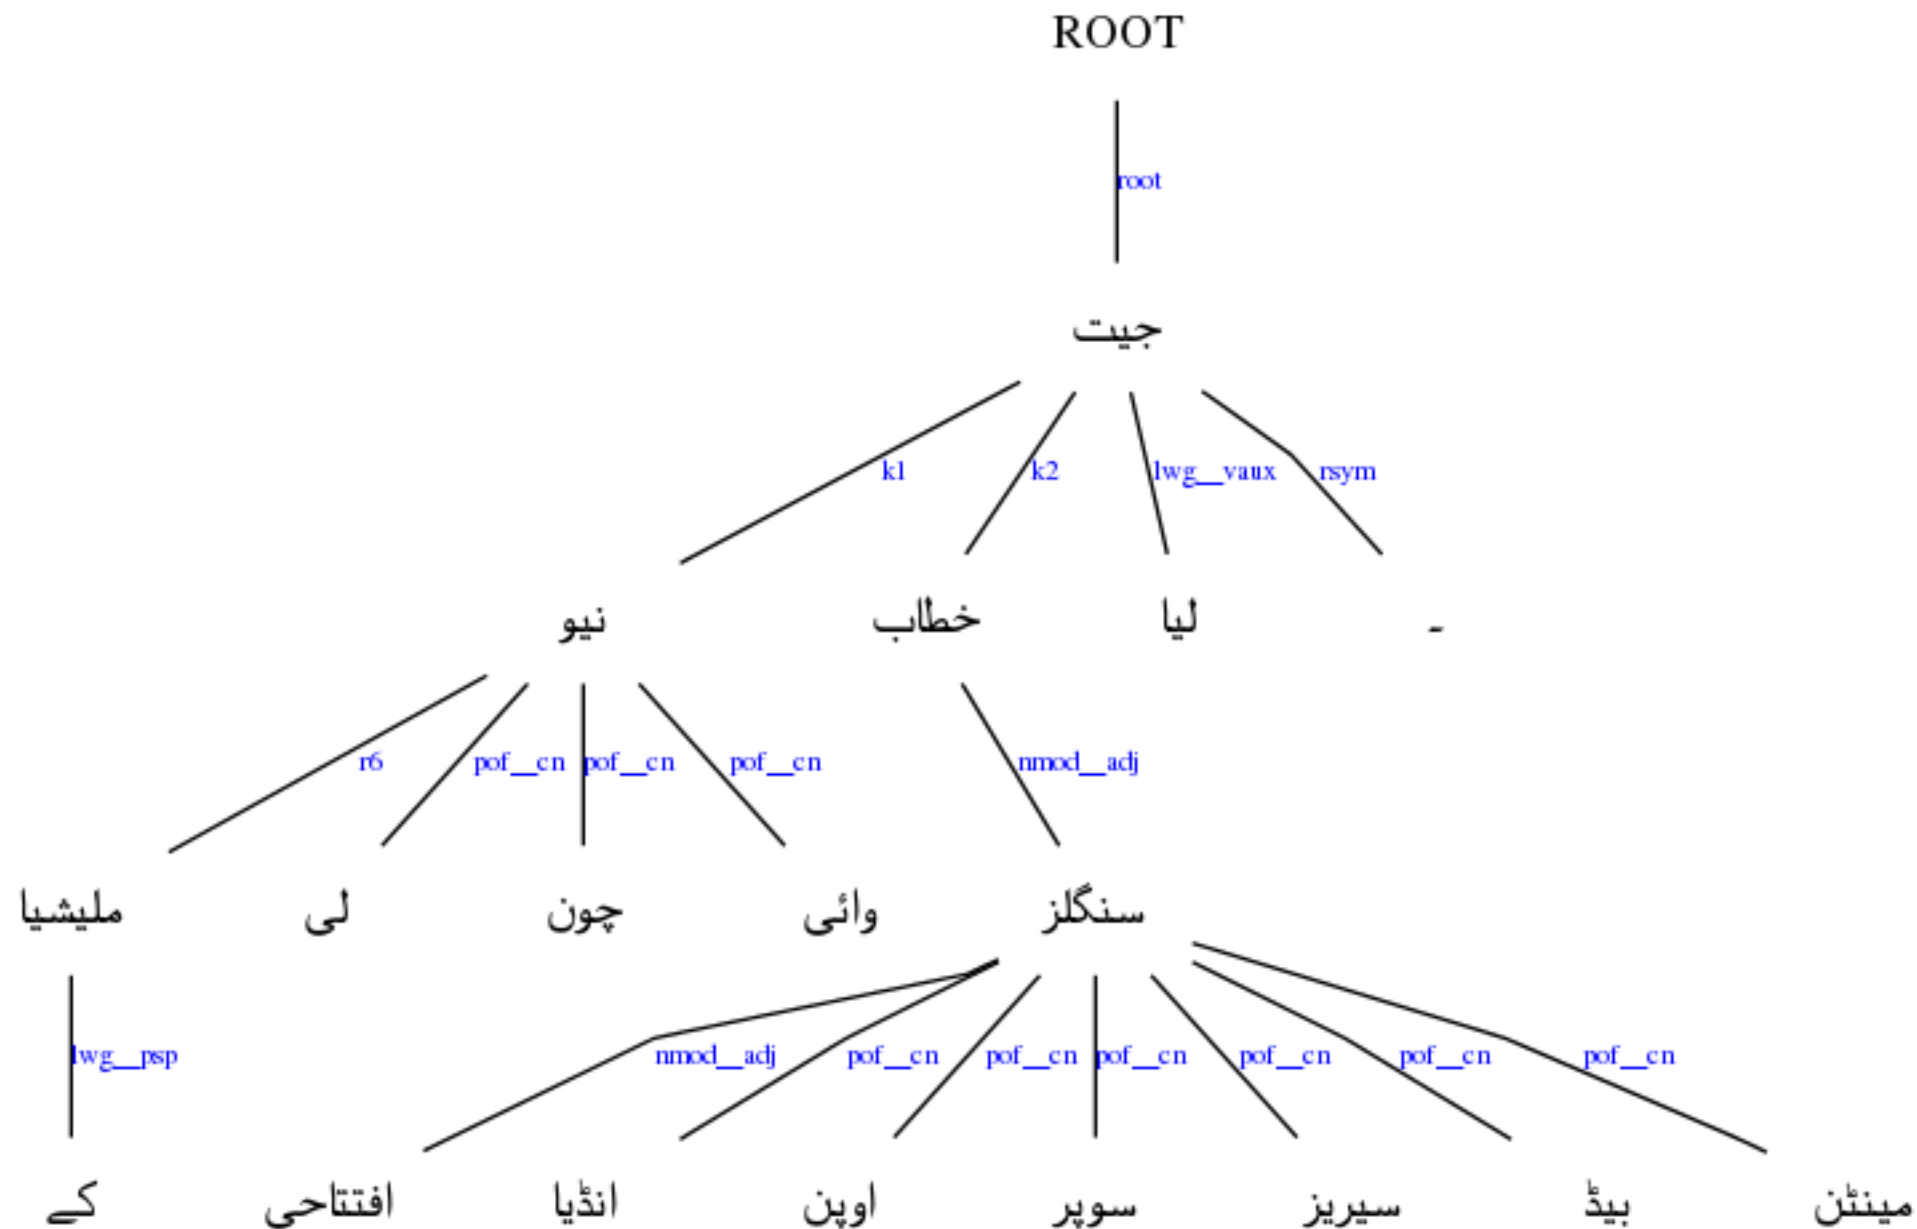 ROOT
root
جیت
k1 k2 lwg__vaux rsym
نیو خطاب لیا ۔
r6 pof__cn pof__cn pof__cn nmod__adj
ملیشیا لی چون وائی سنگلز
lwg__psp nmod__adj pof__cn pof__cn pof__cn pof__cn pof__cn pof__cn
کے افتتاحی انڈیا اوپن سوپر سیریز بیڈ مینٹن